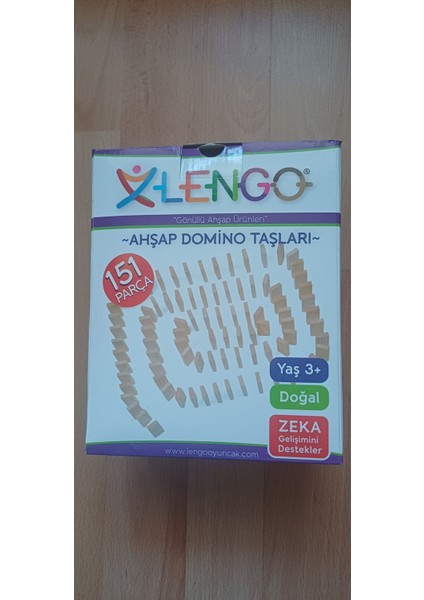 LENGO®
"Gönüllü Ahşap Ürünleri"
~AHŞAP DOMİNO TAŞLARI~
151
PARÇA
Yaş 3+
Doğal
ZEKA
Gelişimini
Destekler
www.lengooyuncak.com